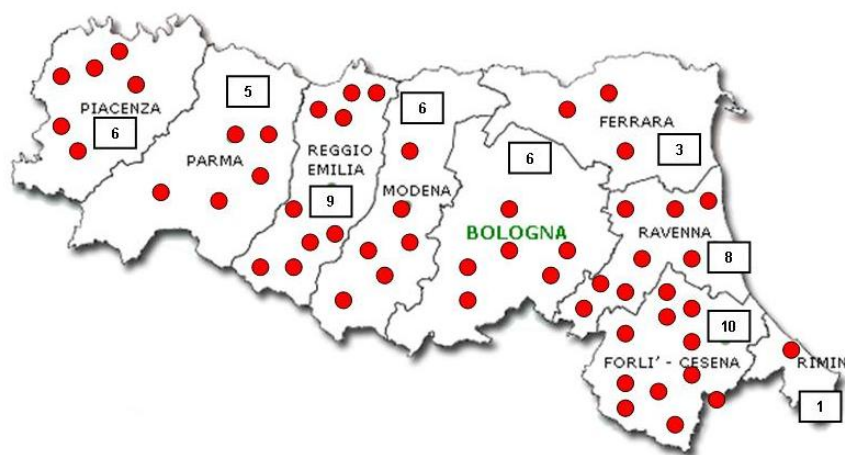 PIACENZA
6
5
PARMA
REGGIO
EMILIA
9
6
MODENA
6
BOLOGNA
FERRARA
3
RAVENNA
8
10
FORLI' - CESENA
RIMIN
1